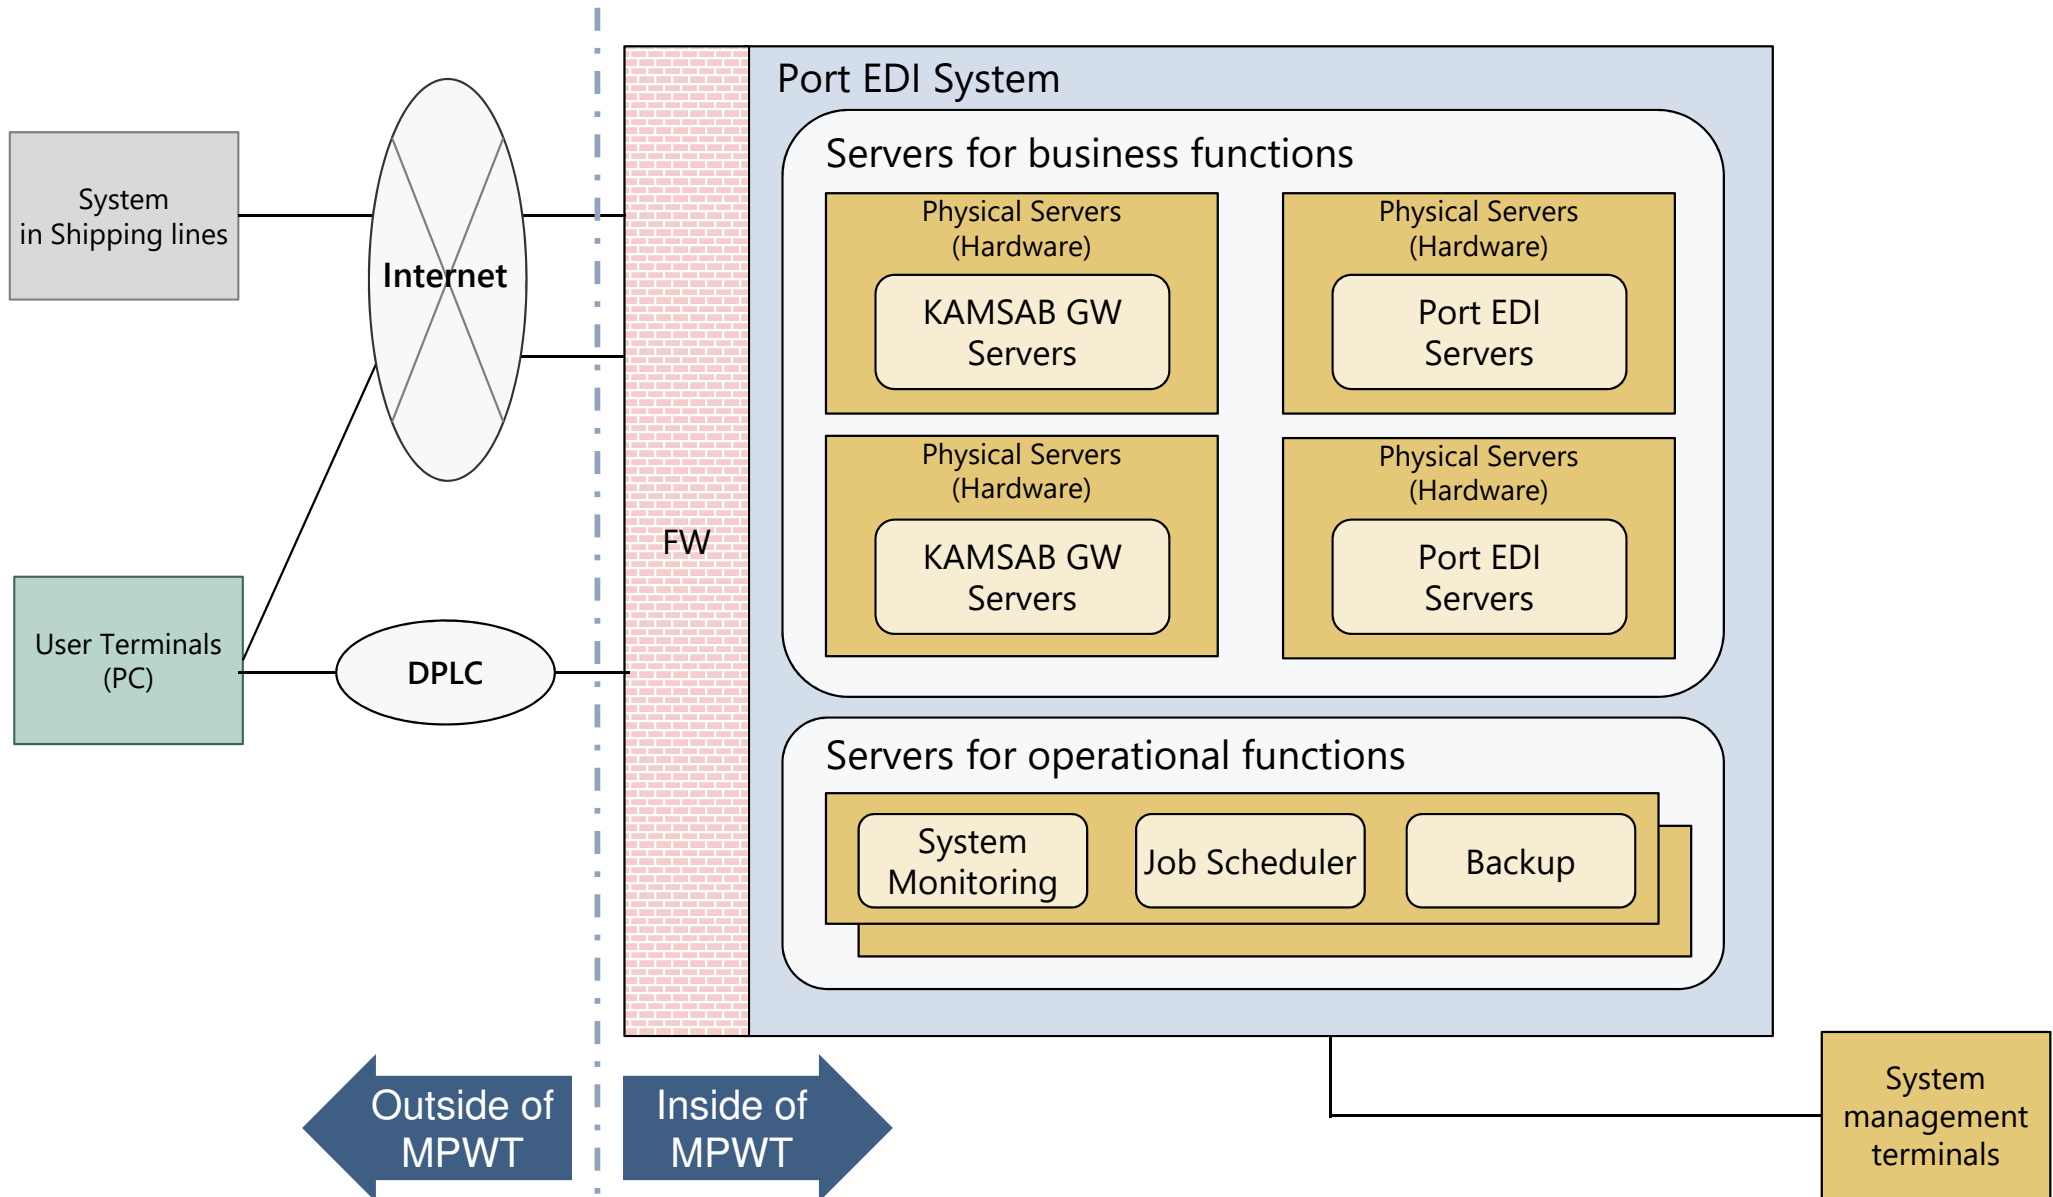 Port EDI System
Servers for business functions
System
in Shipping lines
Internet
Physical Servers
(Hardware)
KAMSAB GW
Servers
Physical Servers
(Hardware)
Port EDI
Servers
Physical Servers
(Hardware)
KAMSAB GW
Servers
Physical Servers
(Hardware)
Port EDI
Servers
FW
User Terminals
(PC)
DPLC
Servers for operational functions
System
Monitoring
Job Scheduler
Backup
Outside of
MPWT
Inside of
MPWT
System
management
terminals